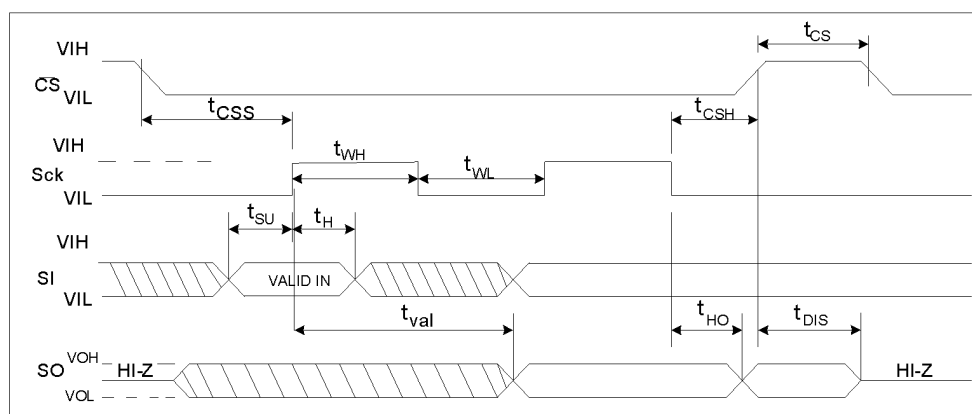 VIH
tCS
CS
VIL
tCSS
tCSH
VIH
tWH
Sck
tWL
VIL
tSU
tH
VIH
SI
VALID IN
VIL
tval
tHO
tDIS
VOH
SO
HI-Z
HI-Z
VOL